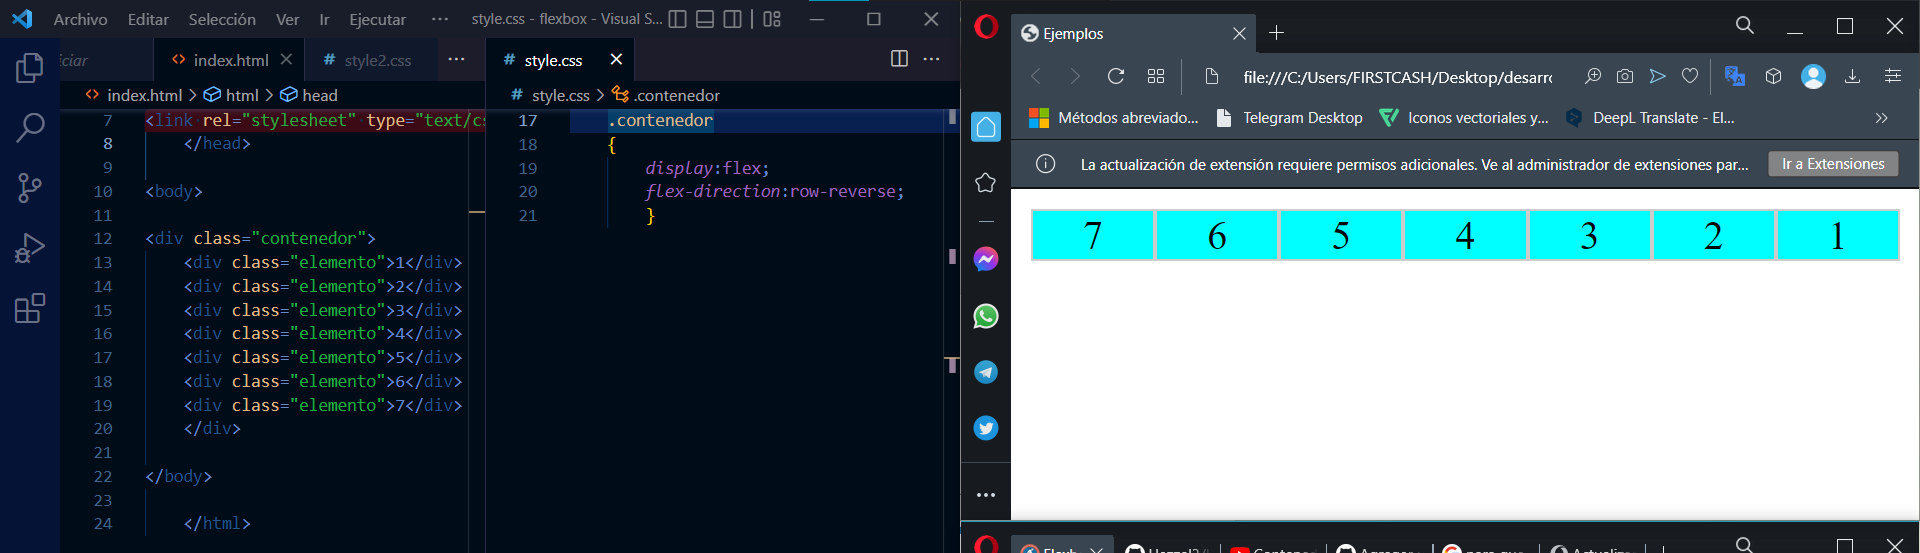 Archivo Editar Selección Ver Ir Ejecutar ··· style.css - flexbox - Visual S...
iciar index.html # style2.css ···
# style.css ···
<> index.html > html > head
# style.css > .contenedor
7 <link rel="stylesheet" type="text/cs
8 </head>
9
10 <body>
11
12 <div class="contenedor">
13 <div class="elemento">1</div>
14 <div class="elemento">2</div>
15 <div class="elemento">3</div>
16 <div class="elemento">4</div>
17 <div class="elemento">5</div>
18 <div class="elemento">6</div>
19 <div class="elemento">7</div>
20 </div>
21
22 </body>
23
24 </html>
17 .contenedor
18 {
19 display:flex;
20 flex-direction:row-reverse;
21 }
Ejemplos
file:///C:/Users/FIRSTCASH/Desktop/desarro
Métodos abreviado... Telegram Desktop Iconos vectoriales y... DeepL Translate - El... »
La actualización de extensión requiere permisos adicionales. Ve al administrador de extensiones par... Ir a Extensiones
7 6 5 4 3 2 1